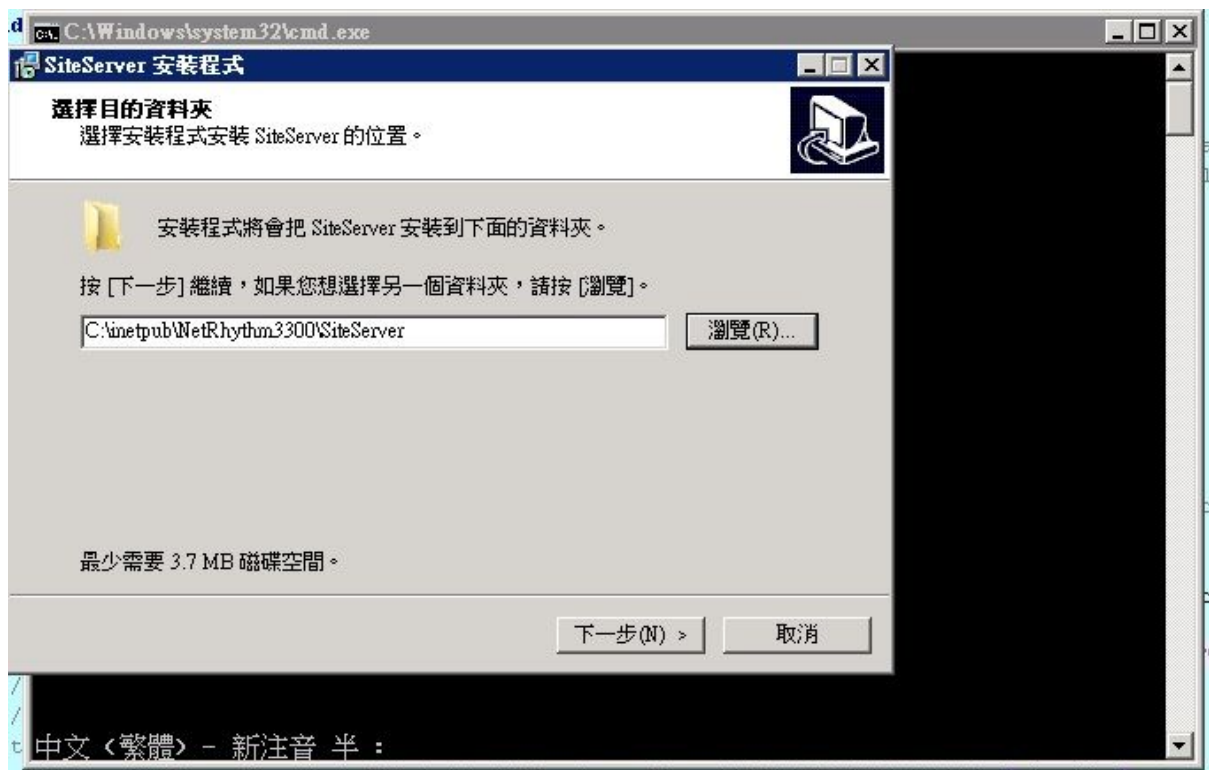 C:\Windows\system32\cmd.exe
SiteServer 安裝程式
選擇目的資料夾
選擇安裝程式安裝 SiteServer 的位置。
安裝程式將會把 SiteServer 安裝到下面的資料夾。
按 [下一步] 繼續,如果您想選擇另一個資料夾,請按 [瀏覽]。
C:\inetpub\NetRhythm3300\SiteServer
瀏覽(R)...
最少需要 3.7 MB 磁碟空間。
下一步(N) >
取消
中文 (繁體) - 新注音 半 :